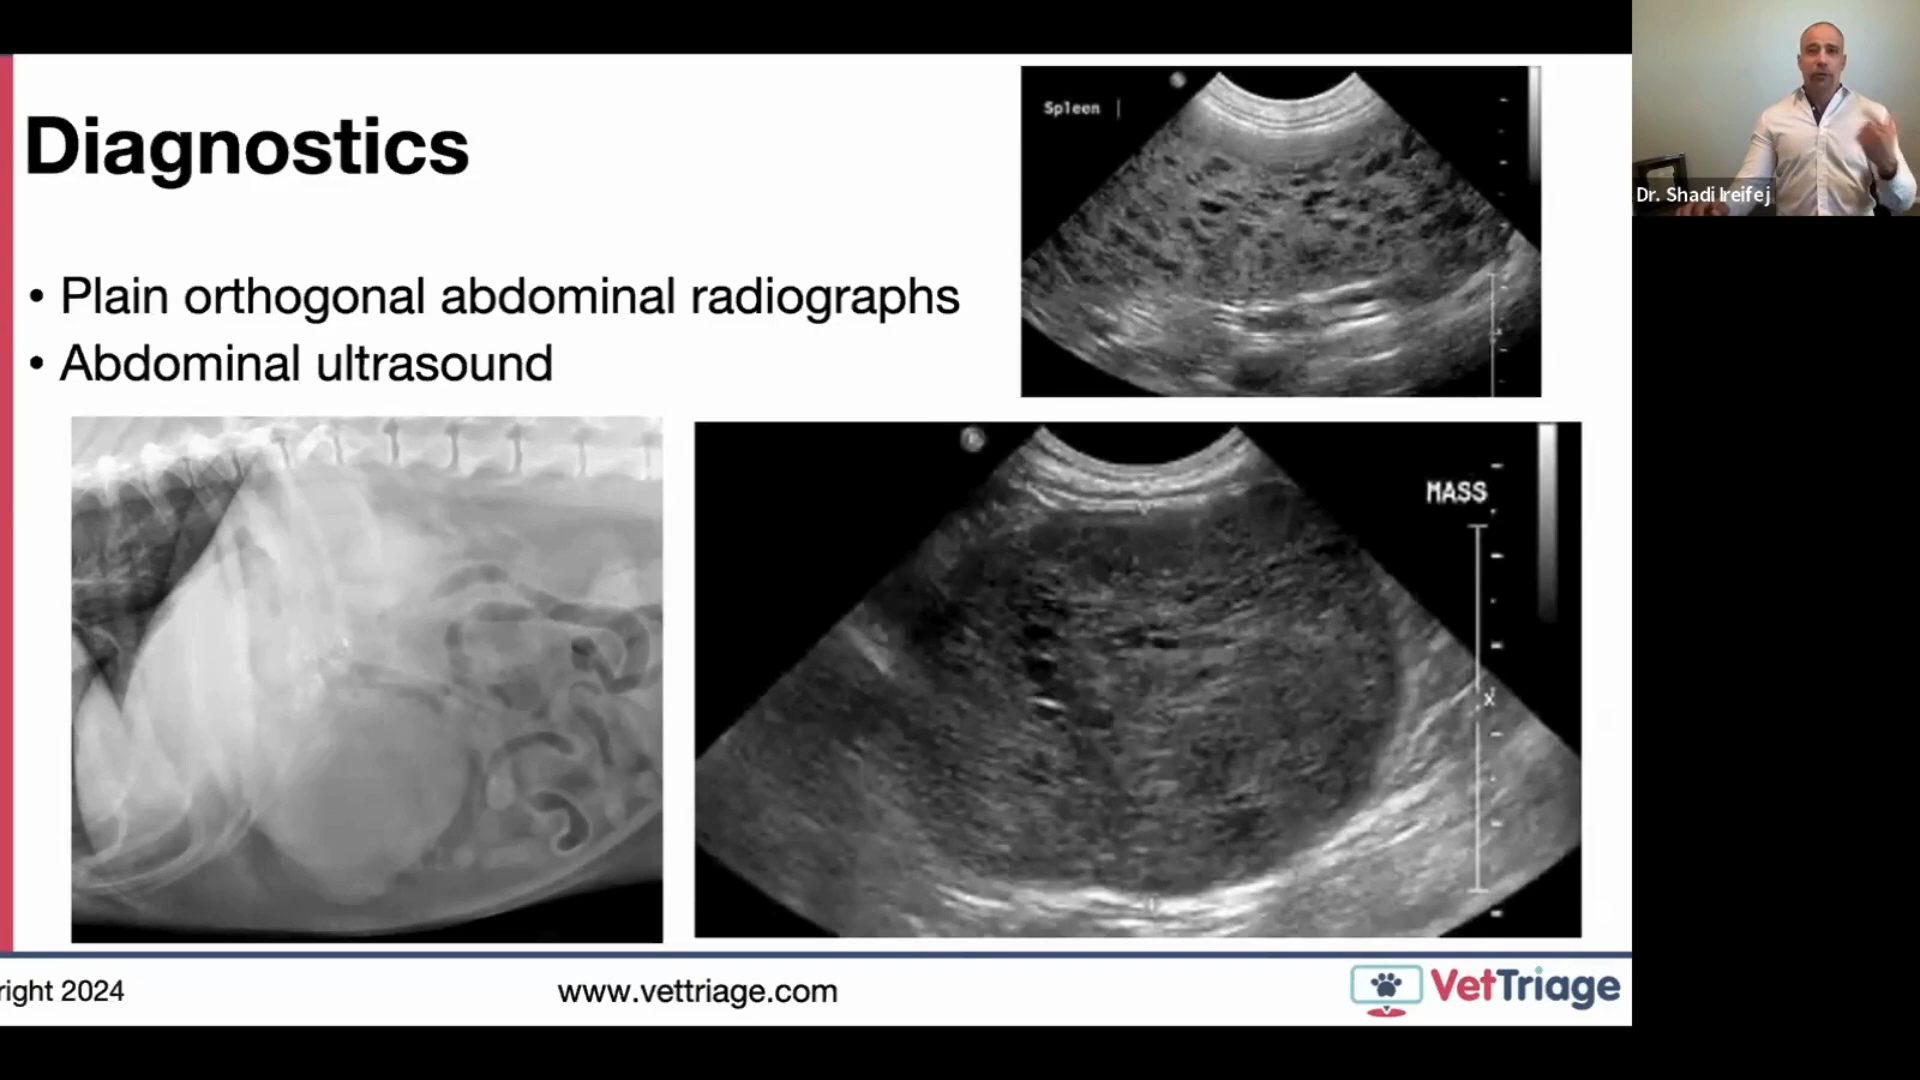 Diagnostics
• Plain orthogonal abdominal radiographs
• Abdominal ultrasound
Spleen
MASS
Dr. Shadi Ireifej
right 2024
www.vettriage.com
VetTriage